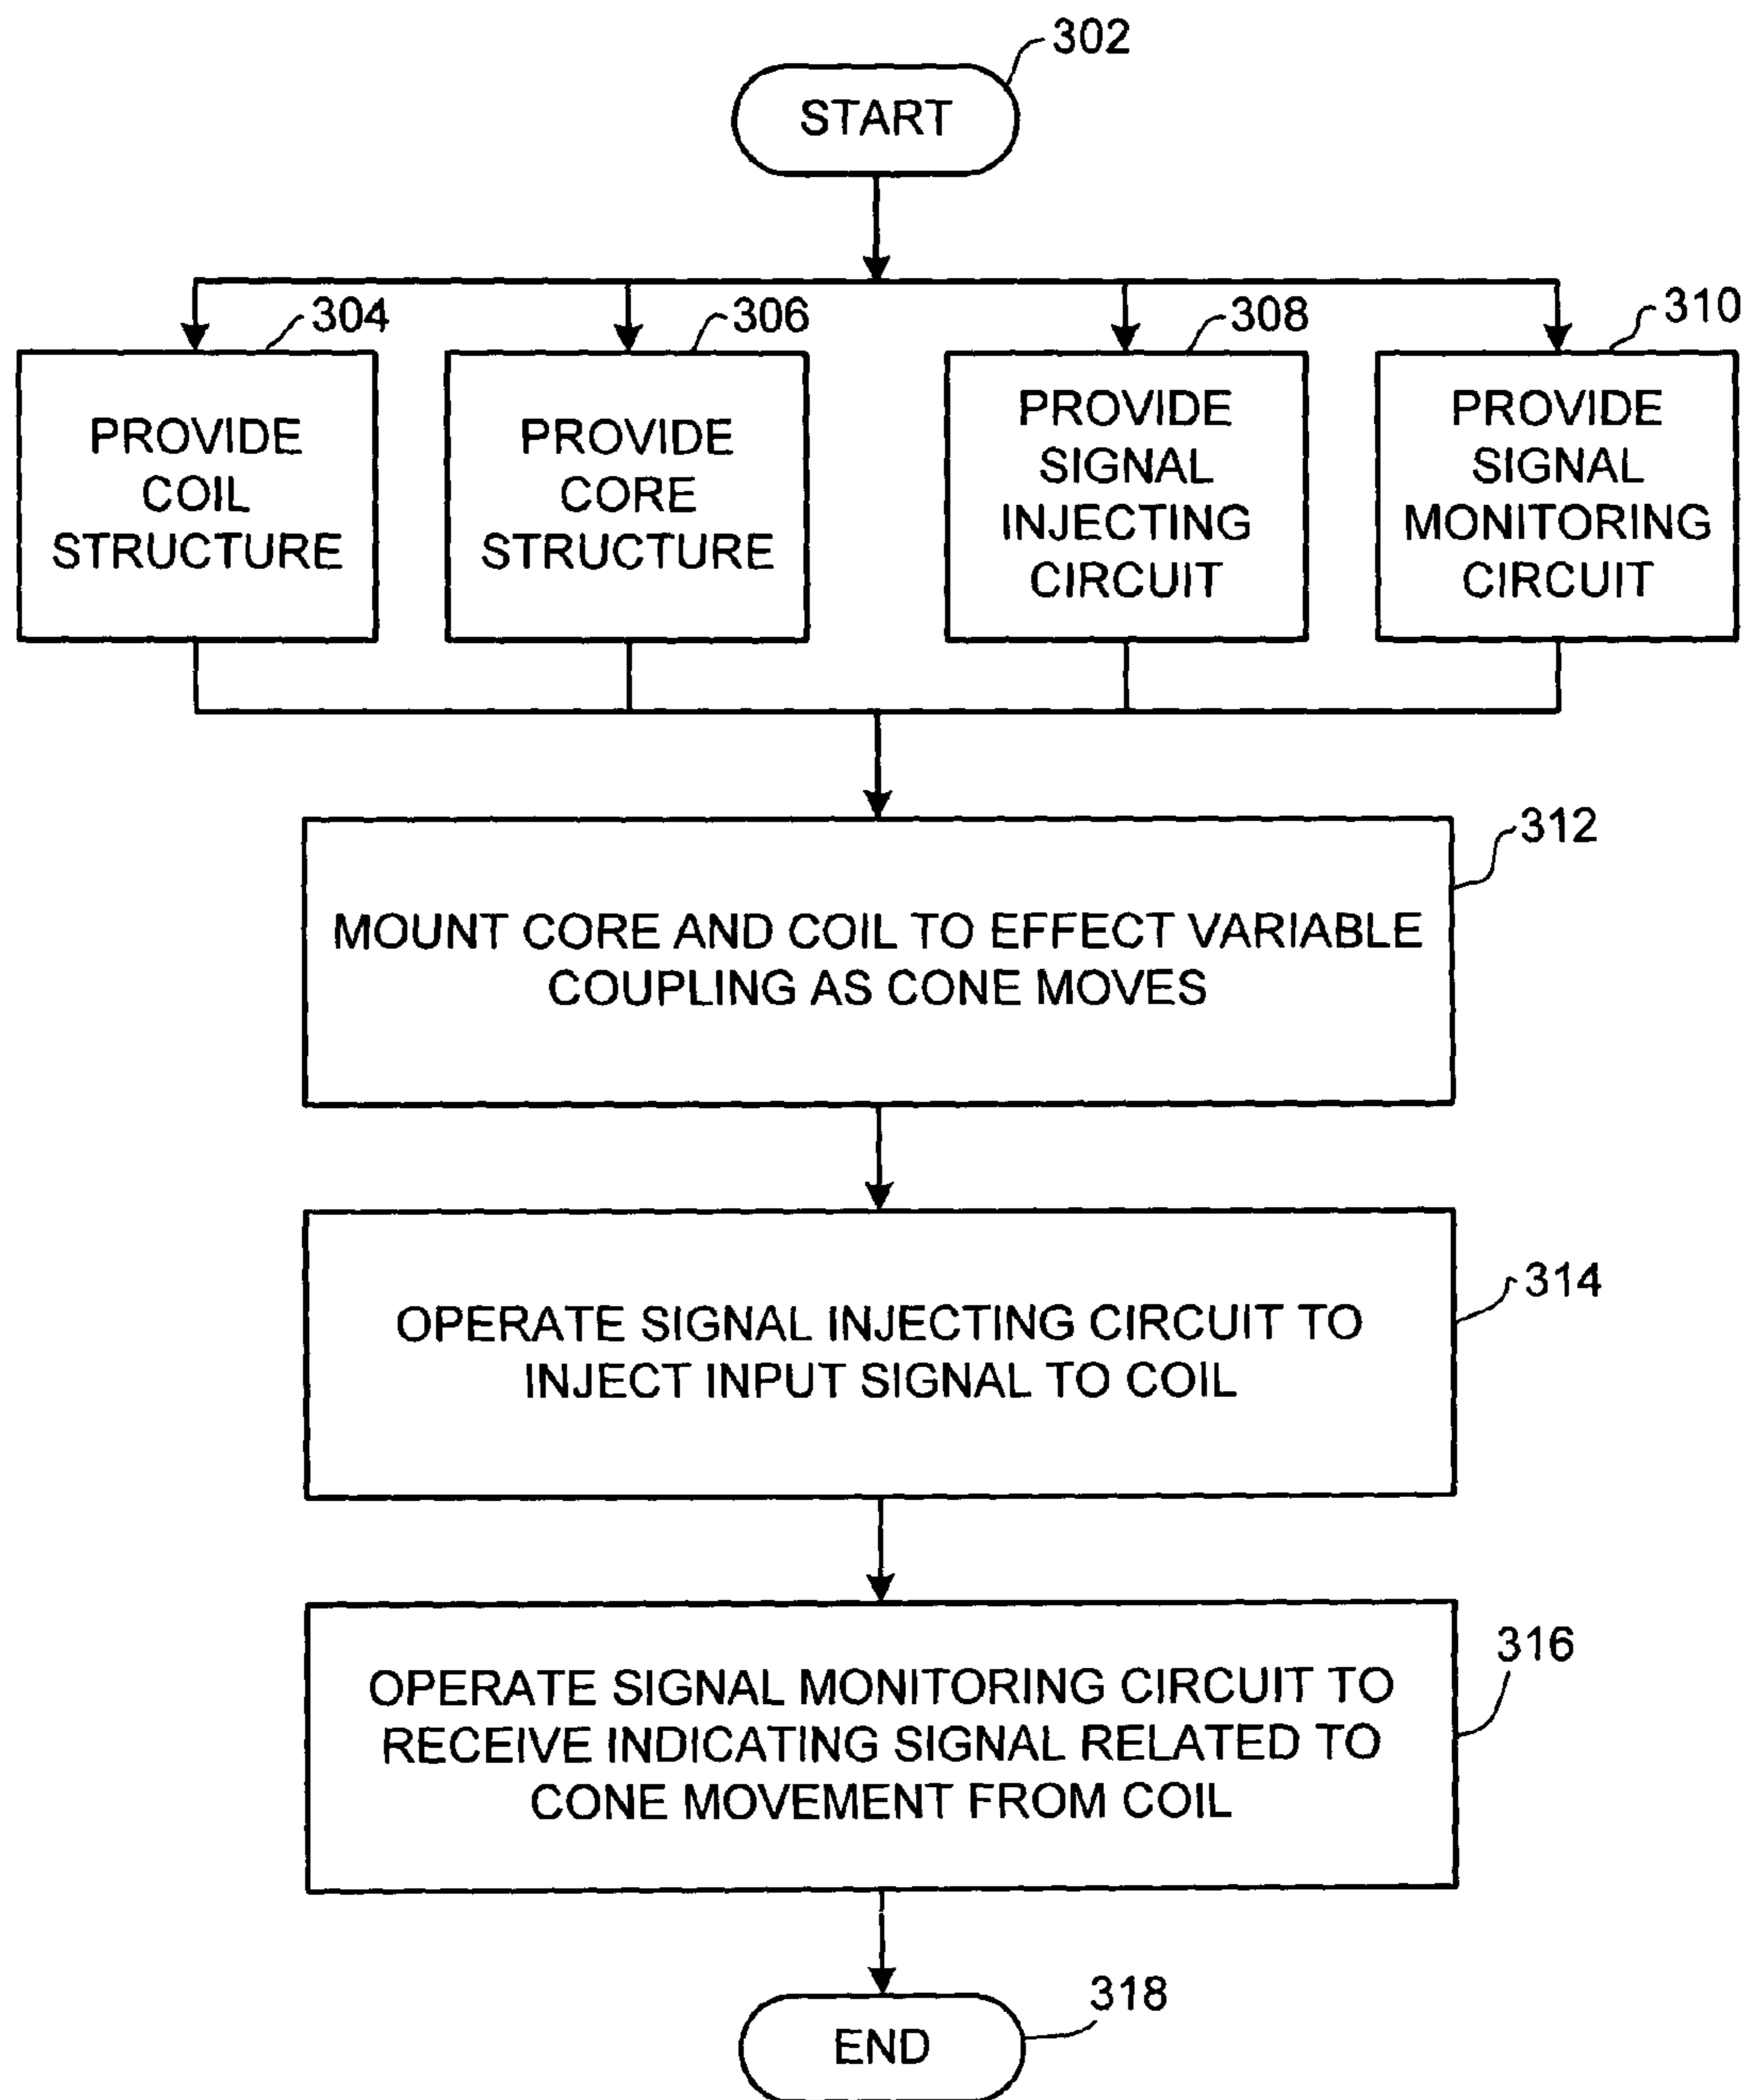 302
START
304
306
308
310
PROVIDE
COIL
STRUCTURE
PROVIDE
CORE
STRUCTURE
PROVIDE
SIGNAL
INJECTING
CIRCUIT
PROVIDE
SIGNAL
MONITORING
CIRCUIT
312
MOUNT CORE AND COIL TO EFFECT VARIABLE
COUPLING AS CONE MOVES
314
OPERATE SIGNAL INJECTING CIRCUIT TO
INJECT INPUT SIGNAL TO COIL
316
OPERATE SIGNAL MONITORING CIRCUIT TO
RECEIVE INDICATING SIGNAL RELATED TO
CONE MOVEMENT FROM COIL
318
END